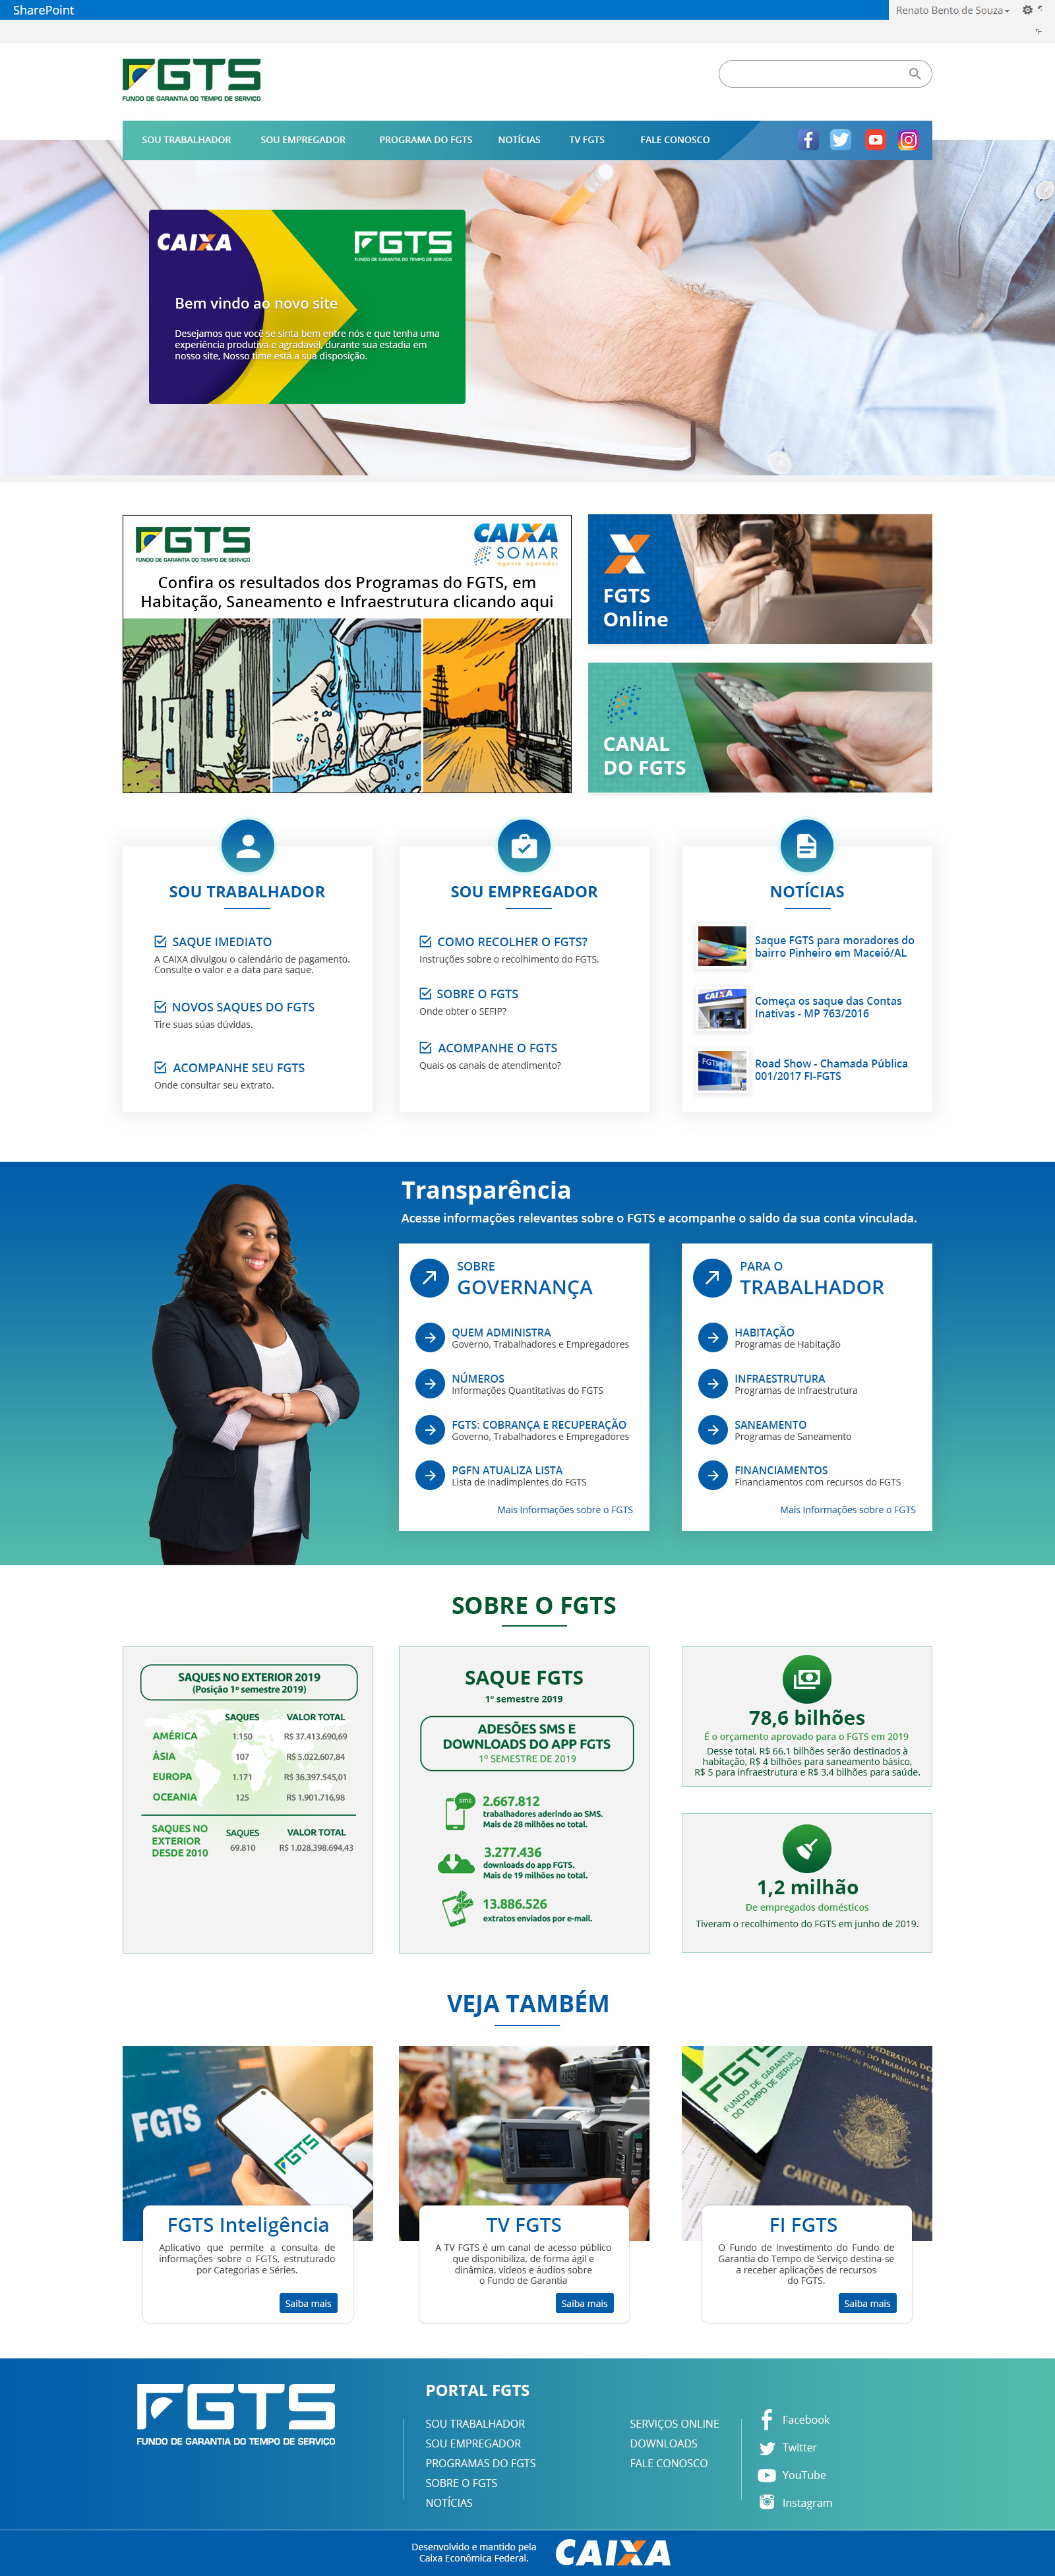 SharePoint
Renato Bento de Souza
FGTS
FUNDO DE GARANTIA DO TEMPO DE SERVIÇO
SOU TRABALHADOR
SOU EMPREGADOR
PROGRAMA DO FGTS
NOTÍCIAS
TV FGTS
FALE CONOSCO
CAIXA
FGTS
FUNDO DE GARANTIA DO TEMPO DE SERVIÇO
Bem vindo ao novo site
Desejamos que você se sinta bem entre nós e que tenha uma
experiência produtiva e agradavél, durante sua estadia em
nosso site, Nosso time está a sua disposição.
FGTS
FUNDO DE GARANTIA DO TEMPO DE SERVIÇO
CAIXA
SOMAR
agente operador
Confira os resultados dos Programas do FGTS, em
Habitação, Saneamento e Infraestrutura clicando aqui
FGTS
Online
CANAL
DO FGTS
SOU TRABALHADOR
SAQUE IMEDIATO
A CAIXA divulgou o calendário de pagamento.
Consulte o valor e a data para saque.
NOVOS SAQUES DO FGTS
Tire suas súas dúvidas.
ACOMPANHE SEU FGTS
Onde consultar seu extrato.
SOU EMPREGADOR
COMO RECOLHER O FGTS?
Instruções sobre o recolhimento do FGTS.
SOBRE O FGTS
Onde obter o SEFIP?
ACOMPANHE O FGTS
Quais os canais de atendimento?
NOTÍCIAS
Saque FGTS para moradores do
bairro Pinheiro em Maceió/AL
CAIXA
Começa os saque das Contas
Inativas - MP 763/2016
FGTS
Road Show - Chamada Pública
001/2017 FI-FGTS
Transparência
Acesse informações relevantes sobre o FGTS e acompanhe o saldo da sua conta vinculada.
SOBRE
GOVERNANÇA
QUEM ADMINISTRA
Governo, Trabalhadores e Empregadores
NÚMEROS
Informações Quantitativas do FGTS
FGTS: COBRANÇA E RECUPERAÇÃO
Governo, Trabalhadores e Empregadores
PGFN ATUALIZA LISTA
Lista de Inadimplentes do FGTS
Mais Informações sobre o FGTS
PARA O
TRABALHADOR
HABITAÇÃO
Programas de Habitação
INFRAESTRUTURA
Programas de Infraestrutura
SANEAMENTO
Programas de Saneamento
FINANCIAMENTOS
Financiamentos com recursos do FGTS
Mais Informações sobre o FGTS
SOBRE O FGTS
SAQUES NO EXTERIOR 2019
(Posição 1º semestre 2019)
SAQUES VALOR TOTAL
AMÉRICA 1.150 R$ 37.413.690,69
ÁSIA 107 R$ 5.022.607,84
EUROPA 1.171 R$ 36.397.545,01
OCEANIA 125 R$ 1.901.716,98
SAQUES NO
EXTERIOR
DESDE 2010
SAQUES VALOR TOTAL
69.810 R$ 1.028.398.694,43
SAQUE FGTS
1º semestre 2019
ADESÕES SMS E
DOWNLOADS DO APP FGTS
1º SEMESTRE DE 2019
sms
2.667.812
trabalhadores aderindo ao SMS.
Mais de 28 milhões no total.
3.277.436
downloads do app FGTS.
Mais de 19 milhões no total.
13.886.526
extratos enviados por e-mail.
78,6 bilhões
É o orçamento aprovado para o FGTS em 2019
Desse total, R$ 66,1 bilhões serão destinados à
habitação, R$ 4 bilhões para saneamento básico,
R$ 5 para infraestrutura e R$ 3,4 bilhões para saúde.
1,2 milhão
De empregados domésticos
Tiveram o recolhimento do FGTS em junho de 2019.
VEJA TAMBÉM
FGTS
FGTS
FGTS Inteligência
Aplicativo que permite a consulta de
informações sobre o FGTS, estruturado
por Categorias e Séries.
Saiba mais
TV FGTS
A TV FGTS é um canal de acesso público
que disponibiliza, de forma ágil e
dinâmica, vídeos e áudios sobre
o Fundo de Garantia
Saiba mais
FGTS
FUNDO DE GARANTIA
DO TEMPO DE SERVIÇO
CARTEIRA DE TRABALHO
FI FGTS
O Fundo de Investimento do Fundo de
Garantia do Tempo de Serviço destina-se
a receber aplicações de recursos
do FGTS.
Saiba mais
FGTS
FUNDO DE GARANTIA DO TEMPO DE SERVIÇO
PORTAL FGTS
SOU TRABALHADOR
SOU EMPREGADOR
PROGRAMAS DO FGTS
SOBRE O FGTS
NOTÍCIAS
SERVIÇOS ONLINE
DOWNLOADS
FALE CONOSCO
Facebook
Twitter
YouTube
Instagram
Desenvolvido e mantido pela
Caixa Econômica Federal.
CAIXA